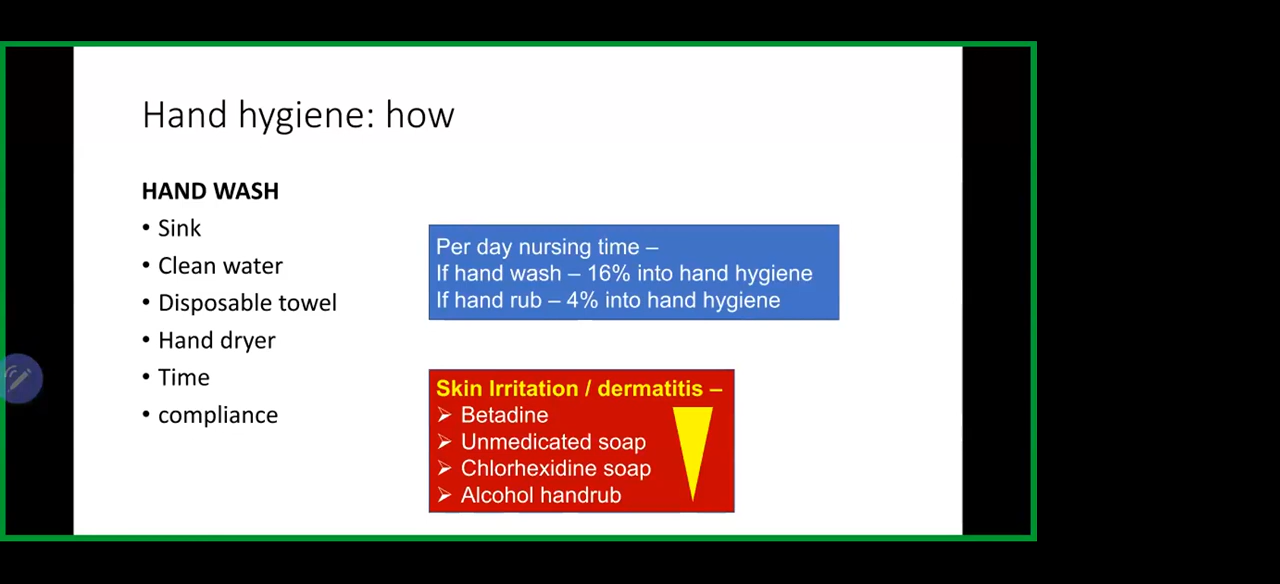 Hand hygiene: how
HAND WASH
• Sink
• Clean water
• Disposable towel
• Hand dryer
• Time
• compliance
Per day nursing time –
If hand wash – 16% into hand hygiene
If hand rub – 4% into hand hygiene
Skin Irritation / dermatitis –
➢ Betadine
➢ Unmedicated soap
➢ Chlorhexidine soap
➢ Alcohol handrub